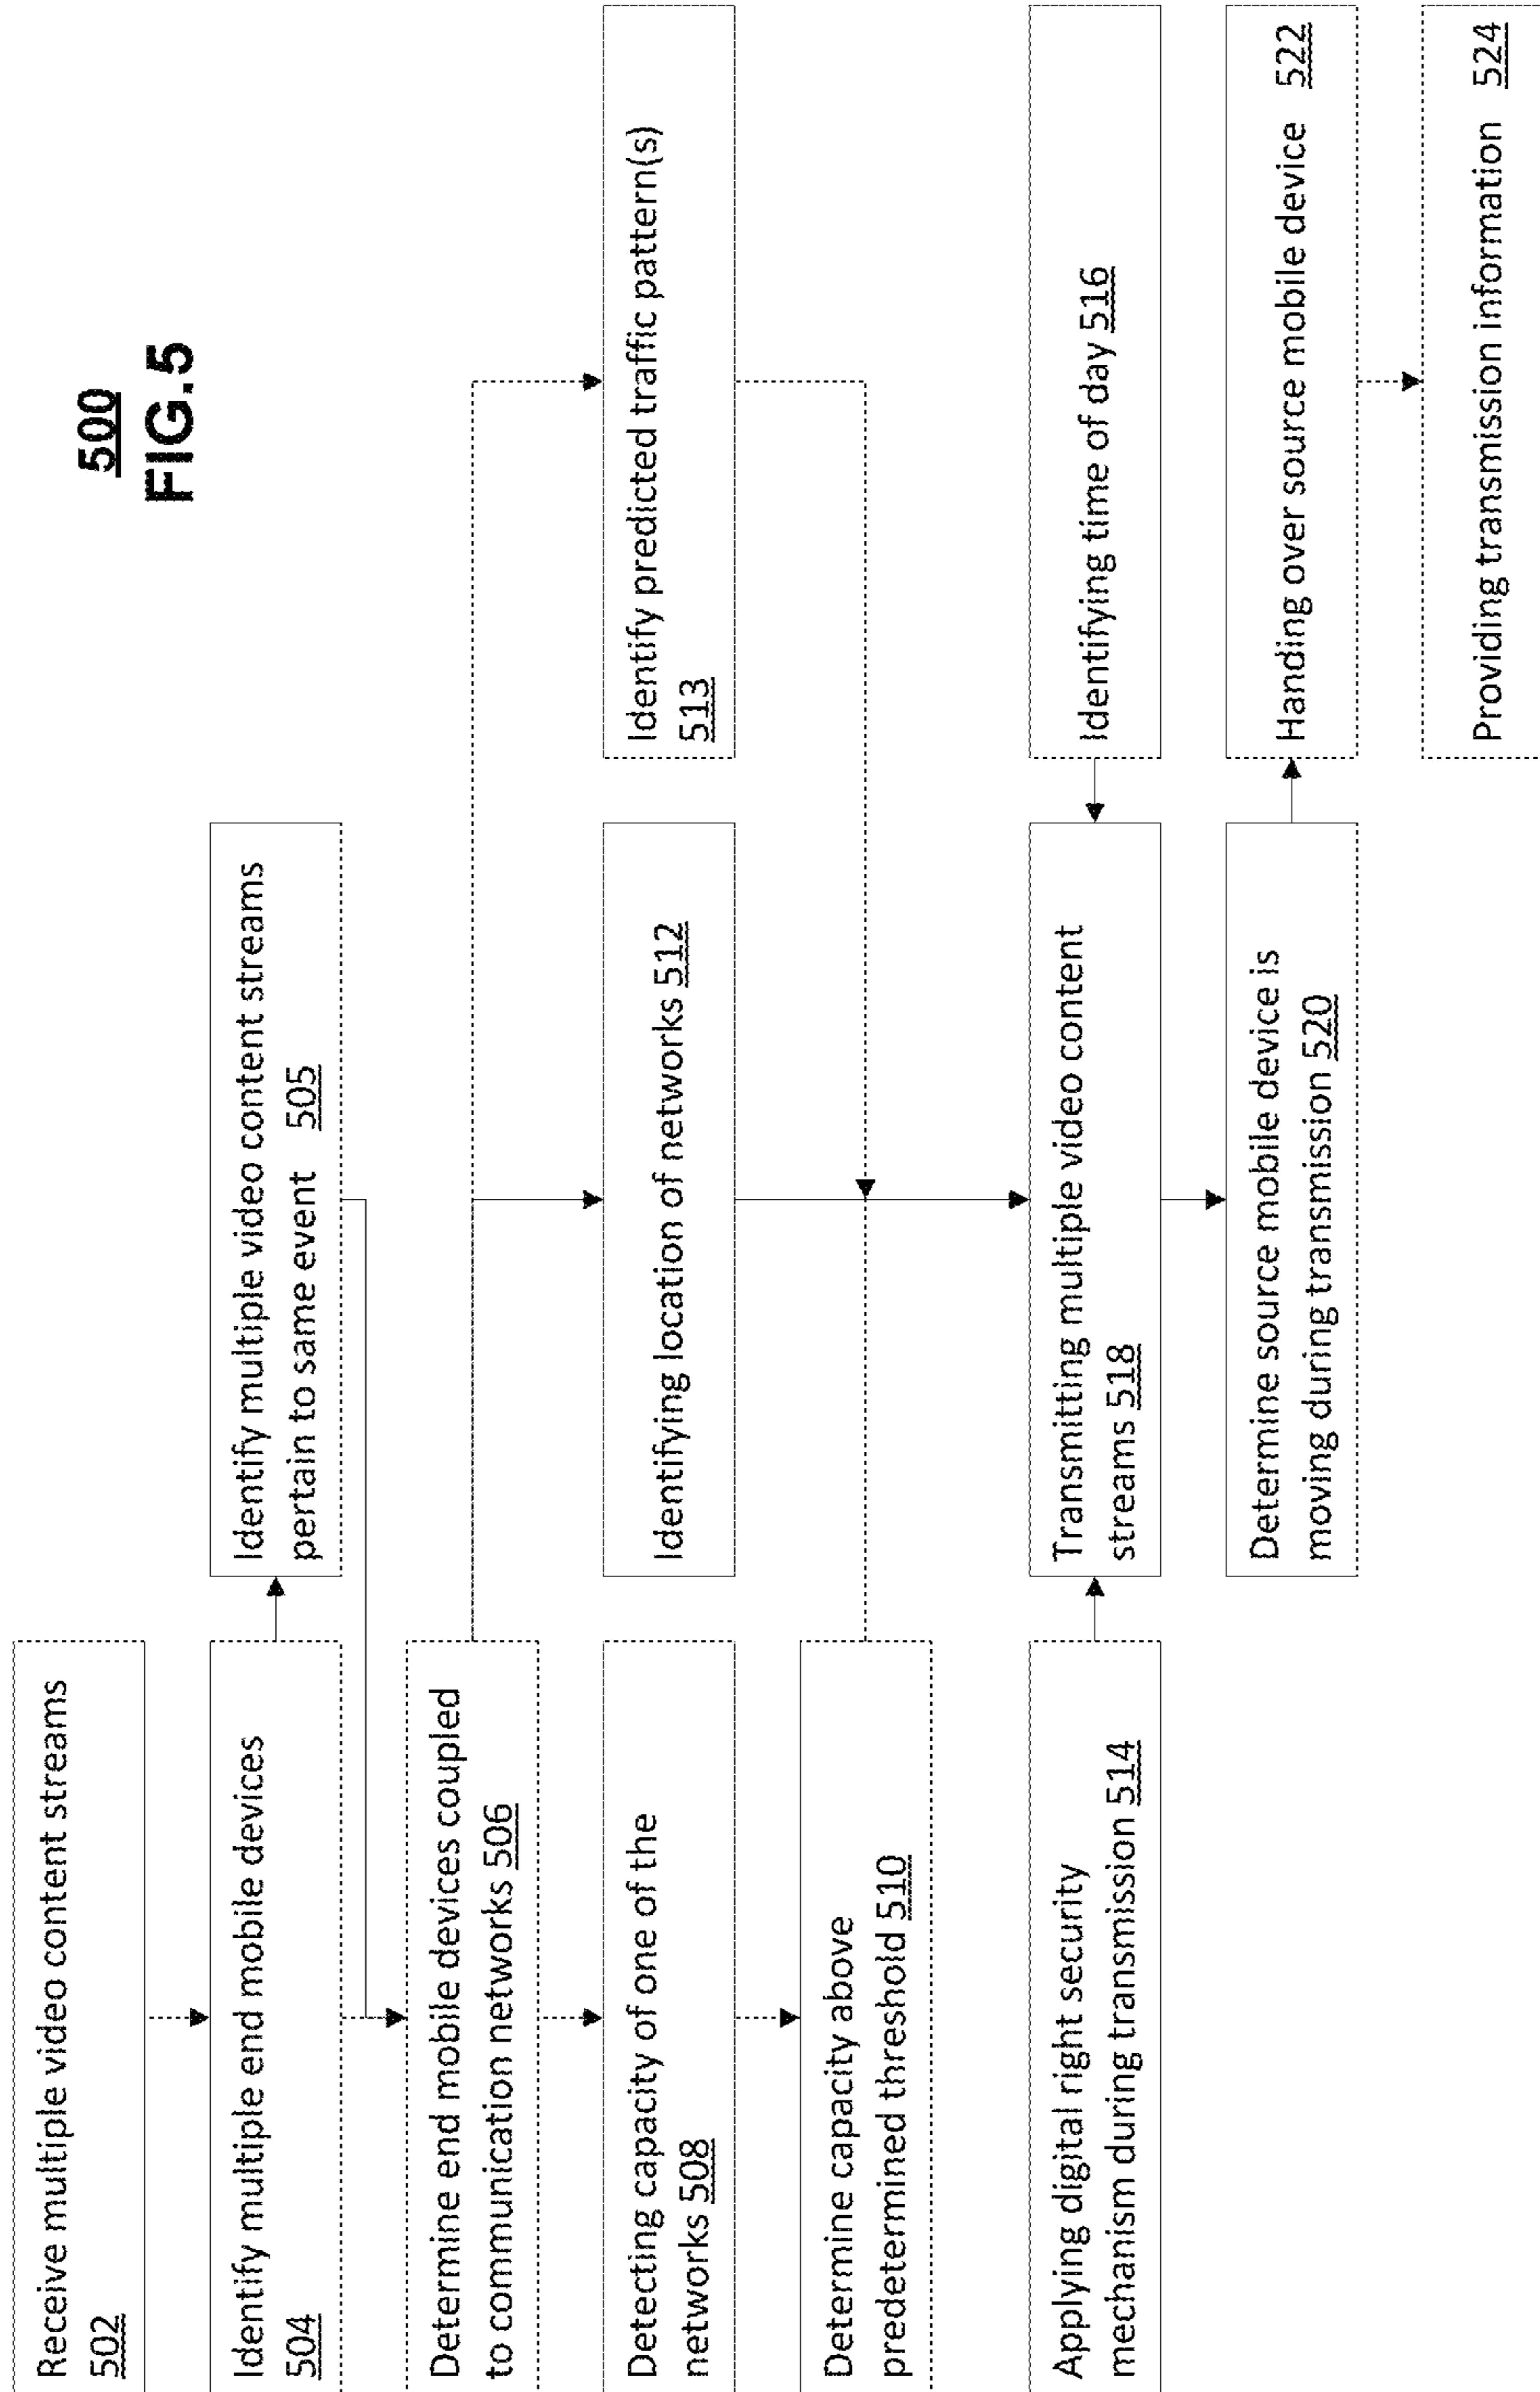 500
FIG.5
Receive multiple video content streams
502
Identify multiple end mobile devices
504
Identify multiple video content streams
pertain to same event 505
Determine end mobile devices coupled
to communication networks 506
Detecting capacity of one of the
networks 508
Identifying location of networks 512
Identify predicted traffic pattern(s)
513
Determine capacity above
predetermined threshold 510
Applying digital right security
mechanism during transmission 514
Transmitting multiple video content
streams 518
Identifying time of day 516
Determine source mobile device is
moving during transmission 520
Handing over source mobile device 522
Providing transmission information 524